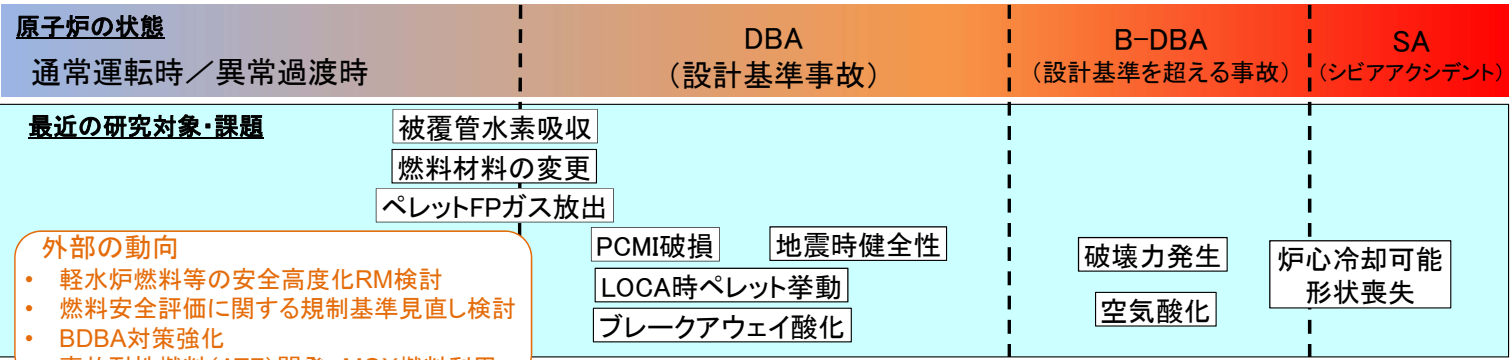 原子炉の状態
通常運転時／異常過渡時
DBA
（設計基準事故）
B-DBA
（設計基準を超える事故）
SA
（シビアアクシデント）
最近の研究対象・課題
被覆管水素吸収
燃料材料の変更
ペレットFPガス放出
PCMI破損
地震時健全性
LOCA時ペレット挙動
ブレークアウェイ酸化
破壊力発生
空気酸化
炉心冷却可能
形状喪失
外部の動向
• 軽水炉燃料等の安全高度化RM検討
• 燃料安全評価に関する規制基準見直し検討
• BDBA対策強化